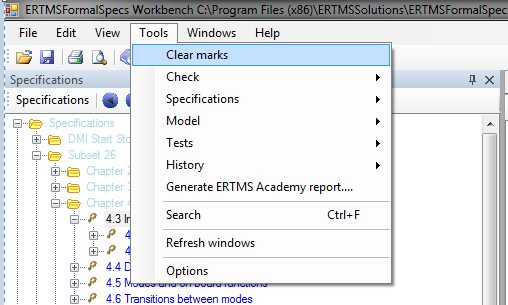 ERTMSFormalSpecs Workbench C:\Program Files (x86)\ERTMSSolutions\ERTMSFormalSpec
File Edit View Tools Windows Help
Clear marks
Check
Specifications
Model
Tests
History
Generate ERTMS Academy report....
Search Ctrl+F
Refresh windows
Options
Specifications
Specifications
Specifications
DMI Start Sto
Subset 26
Chapter
Chapter
Chapter 4
4.3 In
4
4
4.4 D
4.5 Modes and on board functions
4.6 Transitions between modes